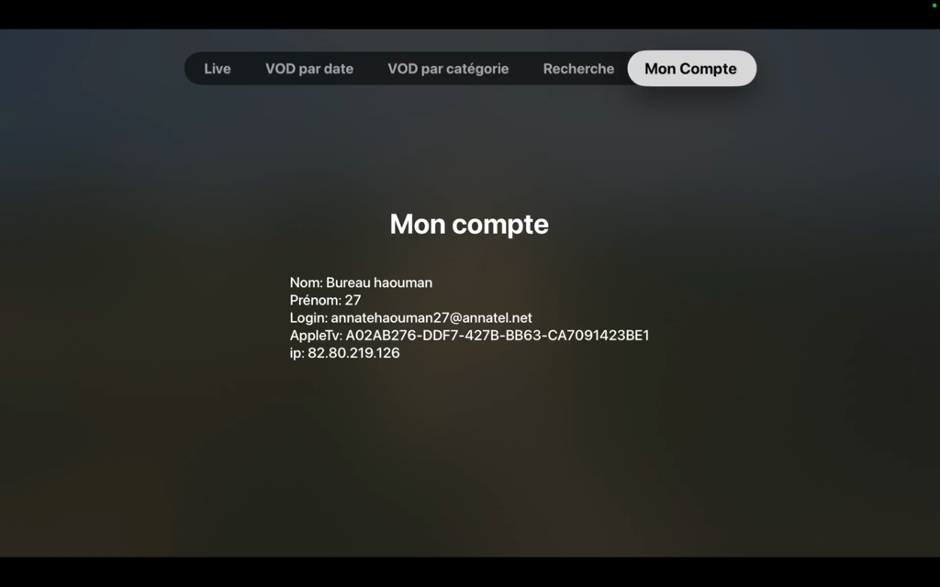 Live
VOD par date
VOD par catégorie
Recherche
Mon Compte
Mon compte
Nom: Bureau haouman
Prénom: 27
Login: annatehaouman27@annatel.net
AppleTv: A02AB276-DDF7-427B-BB63-CA7091423BE1
ip: 82.80.219.126